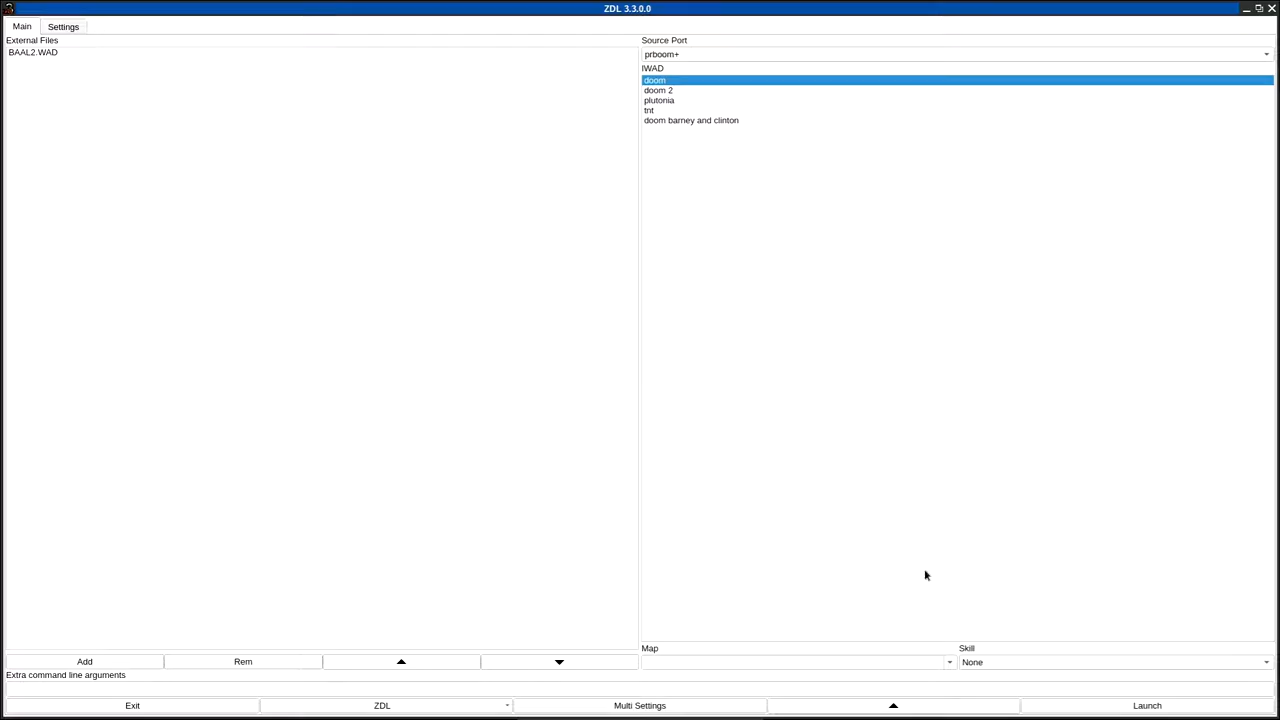 ZDL 3.3.0.0
Main
Settings
External Files
BAAL2.WAD
Source Port
prboom+
IWAD
doom
doom 2
plutonia
tnt
doom barney and clinton
Map
Skill
None
Add
Rem
Extra command line arguments
Exit
ZDL
Multi Settings
Launch